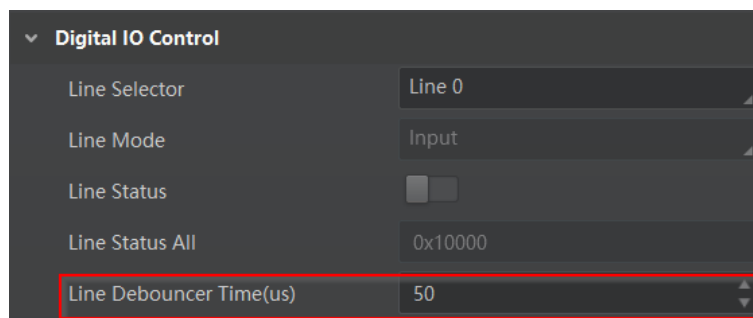 Digital IO Control
Line Selector Line 0
Line Mode Input
Line Status
Line Status All 0x10000
Line Debouncer Time(us) 50